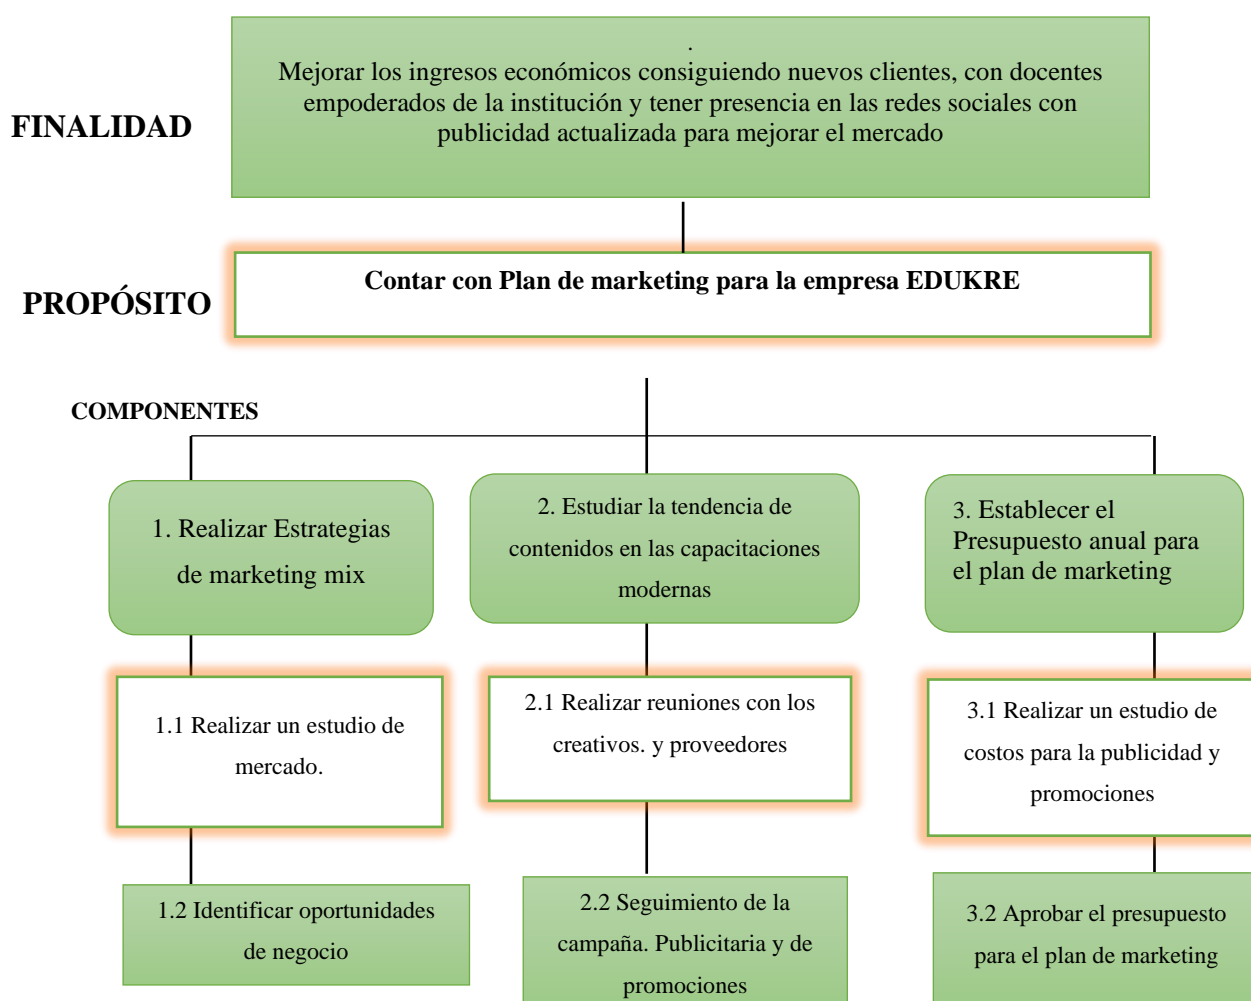 .
Mejorar los ingresos económicos consiguiendo nuevos clientes, con docentes
empoderados de la institución y tener presencia en las redes sociales con
publicidad actualizada para mejorar el mercado
FINALIDAD
Contar con Plan de marketing para la empresa EDUKRE
PROPÓSITO
COMPONENTES
1. Realizar Estrategias
de marketing mix
2. Estudiar la tendencia de
contenidos en las capacitaciones
modernas
3. Establecer el
Presupuesto anual para
el plan de marketing
1.1 Realizar un estudio de
mercado.
2.1 Realizar reuniones con los
creativos. y proveedores
3.1 Realizar un estudio de
costos para la publicidad y
promociones
1.2 Identificar oportunidades
de negocio
2.2 Seguimiento de la
campaña. Publicitaria y de
promociones
3.2 Aprobar el presupuesto
para el plan de marketing